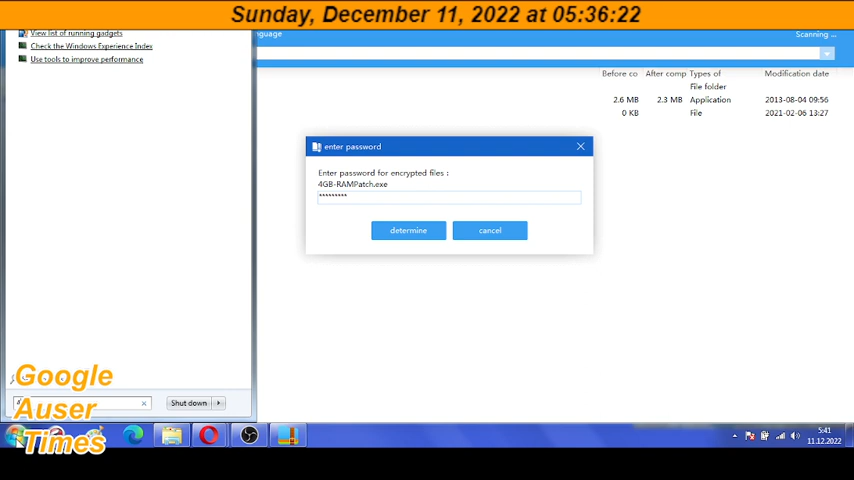 Sunday, December 11, 2022 at 05:36:22
View list of running gadgets
Check the Windows Experience Index
Use tools to improve performance
nguage
Scanning ...
Before co After comp Types of Modification date
File folder
2.6 MB 2.3 MB Application 2013-08-04 09:56
0 KB File 2021-02-06 13:27
enter password
Enter password for encrypted files :
4GB-RAMPatch.exe
*********
determine cancel
Google
Auser
Times
Shut down
5:41
11.12.2022